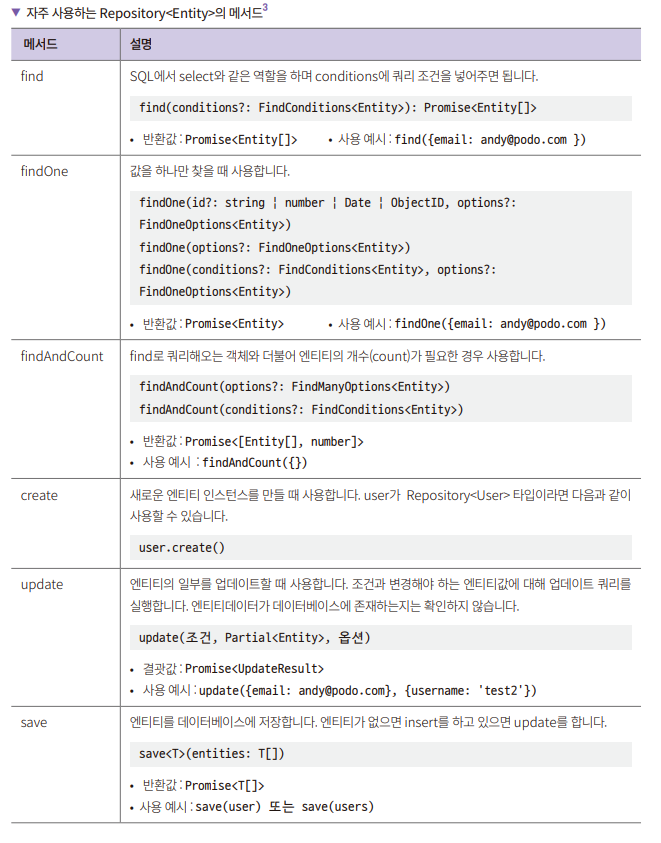 ▼ 자주 사용하는 Repository<Entity>의 메서드3
메서드 설명
find SQL에서 select와 같은 역할을 하며 conditions에 쿼리 조건을 넣어주면 됩니다.
find(conditions?: FindConditions<Entity>): Promise<Entity[]>
• 반환값 : Promise<Entity[]> • 사용 예시 : find({email: andy@podo.com })
findOne 값을 하나만 찾을 때 사용합니다.
findOne(id?: string | number | Date | ObjectID, options?:
FindOneOptions<Entity>)
findOne(options?: FindOneOptions<Entity>)
findOne(conditions?: FindConditions<Entity>, options?:
FindOneOptions<Entity>)
• 반환값 : Promise<Entity> • 사용 예시 : findOne({email: andy@podo.com })
findAndCount find로 쿼리해오는 객체와 더불어 엔티티의 개수(count)가 필요한 경우 사용합니다.
findAndCount(options?: FindManyOptions<Entity>)
findAndCount(conditions?: FindConditions<Entity>)
• 반환값 : Promise<[Entity[], number]>
• 사용 예시 : findAndCount({})
create 새로운 엔티티 인스턴스를 만들 때 사용합니다. user가 Repository<User> 타입이라면 다음과 같이
사용할 수 있습니다.
user.create()
update 엔티티의 일부를 업데이트할 때 사용합니다. 조건과 변경해야 하는 엔티티값에 대해 업데이트 쿼리를
실행합니다. 엔티티데이터가 데이터베이스에 존재하는지는 확인하지 않습니다.
update(조건, Partial<Entity>, 옵션)
• 결괏값 : Promise<UpdateResult>
• 사용 예시 : update({email: andy@podo.com}, {username: 'test2'})
save 엔티티를 데이터베이스에 저장합니다. 엔티티가 없으면 insert를 하고 있으면 update를 합니다.
save<T>(entities: T[])
• 반환값 : Promise<T[]>
• 사용 예시 : save(user) 또는 save(users)